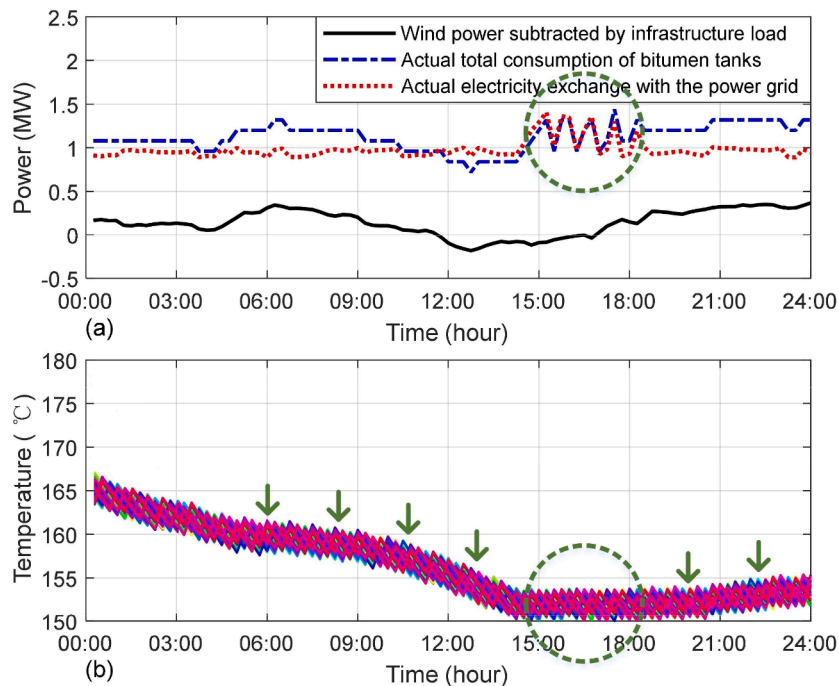 2.5
2
1.5
1
0.5
0
-0.5
Power (MW)
Wind power subtracted by infrastructure load
Actual total consumption of bitumen tanks
Actual electricity exchange with the power grid
00:00 03:00 06:00 09:00 12:00 15:00 18:00 21:00 24:00
(a)
Time (hour)
180
175
170
165
160
155
150
Temperature ( ℃)
00:00 03:00 06:00 09:00 12:00 15:00 18:00 21:00 24:00
(b)
Time (hour)